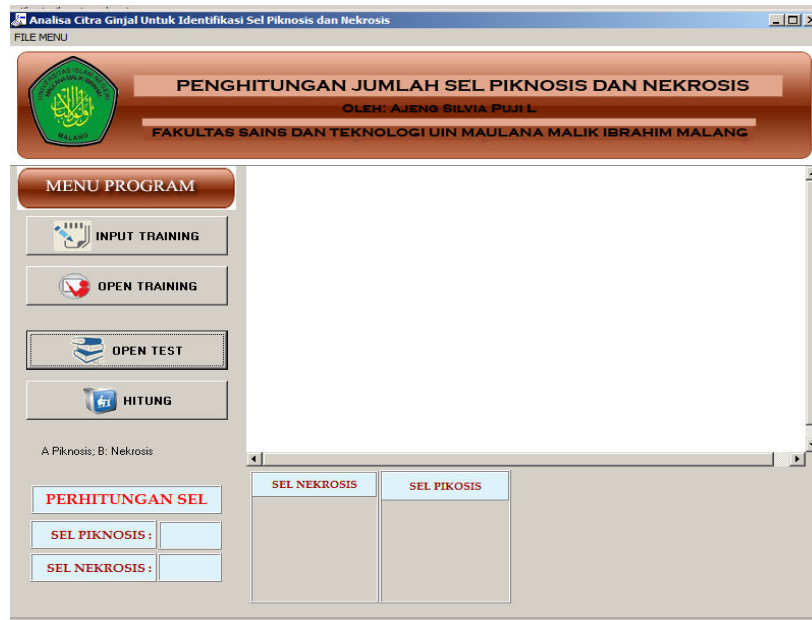 Analisa Citra Ginjal Untuk Identifikasi Sel Piknosis dan Nekrosis
FILE MENU
PENGHITUNGAN JUMLAH SEL PIKNOSIS DAN NEKROSIS
OLEH: AJENG SILVIA PUJI L
FAKULTAS SAINS DAN TEKNOLOGI UIN MAULANA MALIK IBRAHIM MALANG
MALANG
MENU PROGRAM
INPUT TRAINING
OPEN TRAINING
OPEN TEST
HITUNG
A Piknosis; B: Nekrosis
PERHITUNGAN SEL
SEL PIKNOSIS :
SEL NEKROSIS :
SEL NEKROSIS
SEL PIKOSIS